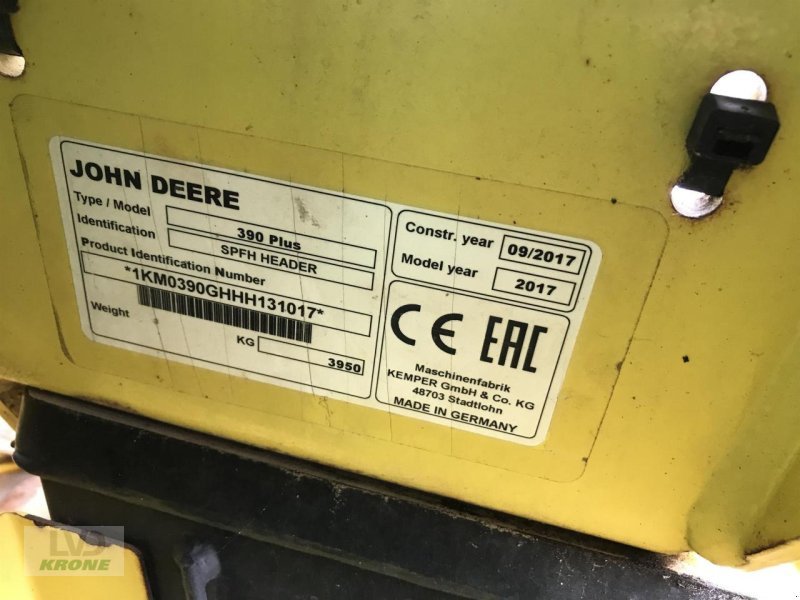 JOHN DEERE
Type / Model
390 Plus
Identification
SPFH HEADER
Product Identification Number
*1KM0390GHHH131017*
Weight
KG
3950
Constr. year
09/2017
Model year
2017
CE EAC
Maschinenfabrik
KEMPER GmbH & Co. KG
48703 Stadtlohn
MADE IN GERMANY
LVD
KRONE